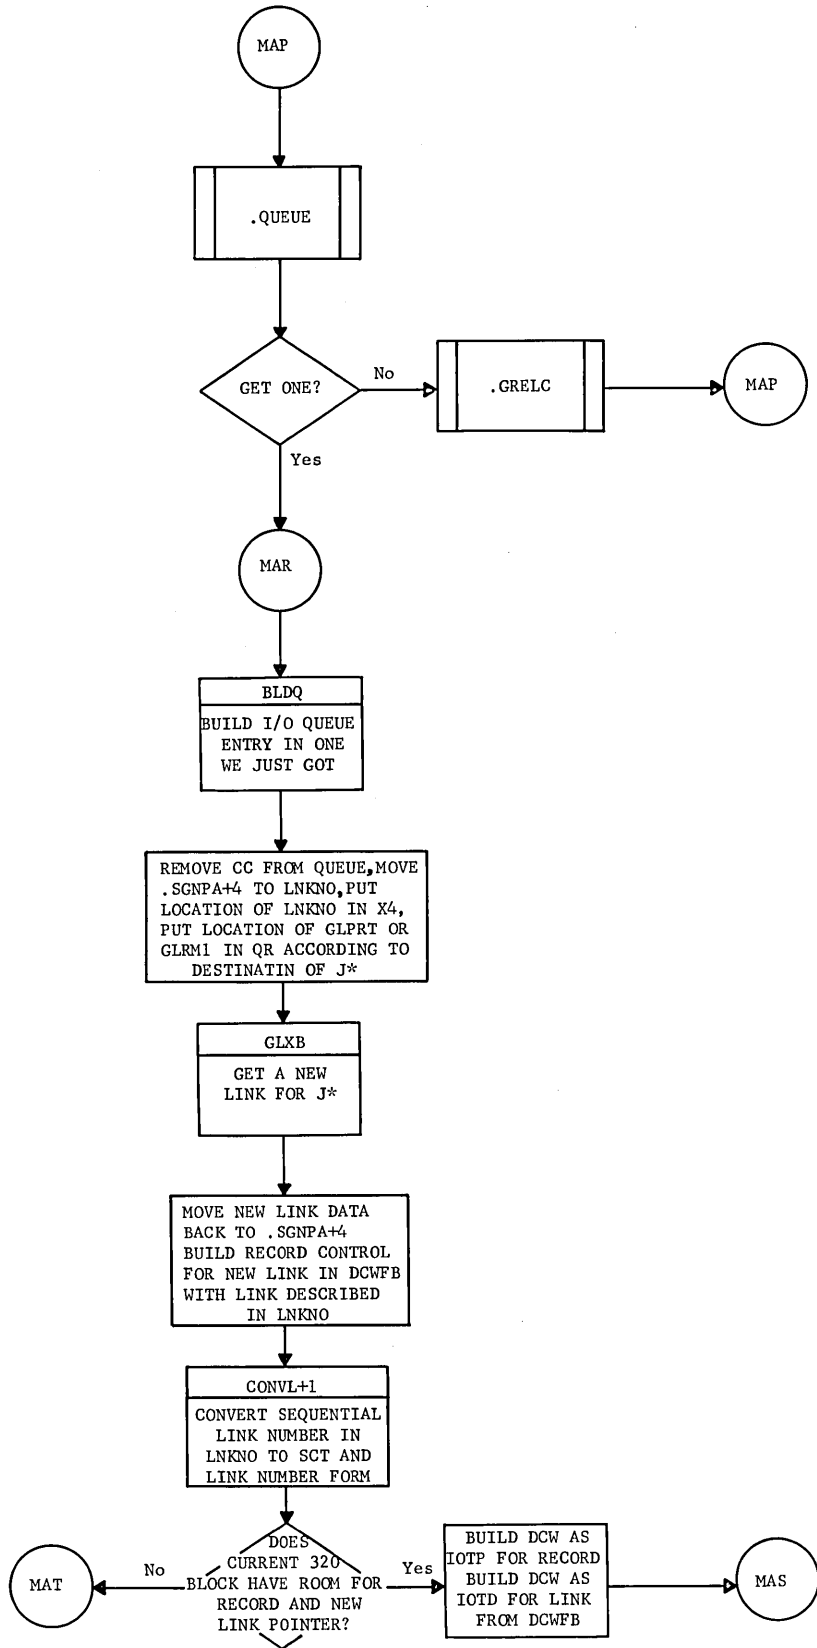 MAP
.QUEUE
GET ONE?
No
.GRELC
MAP
Yes
MAR
BLDQ
BUILD I/O QUEUE
ENTRY IN ONE
WE JUST GOT
REMOVE CC FROM QUEUE,MOVE
.SGNPA+4 TO LNKNO,PUT
LOCATION OF LNKNO IN X4,
PUT LOCATION OF GLPRT OR
GLRM1 IN QR ACCORDING TO
DESTINATIN OF J*
GLXB
GET A NEW
LINK FOR J*
MOVE NEW LINK DATA
BACK TO .SGNPA+4
BUILD RECORD CONTROL
FOR NEW LINK IN DCWFB
WITH LINK DESCRIBED
IN LNKNO
CONVL+1
CONVERT SEQUENTIAL
LINK NUMBER IN
LNKNO TO SCT AND
LINK NUMBER FORM
MAT
No
DOES
CURRENT 320
BLOCK HAVE ROOM FOR
RECORD AND NEW
LINK POINTER?
Yes
BUILD DCW AS
IOTP FOR RECORD
BUILD DCW AS
IOTD FOR LINK
FROM DCWFB
MAS